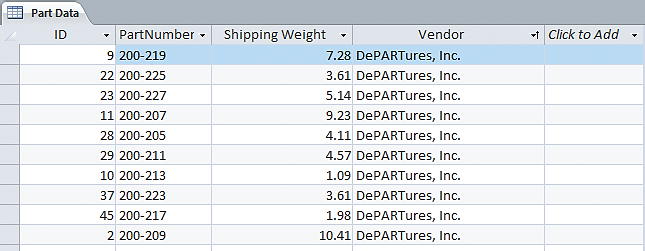 Part Data
ID PartNumber Shipping Weight Vendor Click to Add
9 200-219 7.28 DePARTures, Inc.
22 200-225 3.61 DePARTures, Inc.
23 200-227 5.14 DePARTures, Inc.
11 200-207 9.23 DePARTures, Inc.
28 200-205 4.11 DePARTures, Inc.
29 200-211 4.57 DePARTures, Inc.
10 200-213 1.09 DePARTures, Inc.
37 200-223 3.61 DePARTures, Inc.
45 200-217 1.98 DePARTures, Inc.
2 200-209 10.41 DePARTures, Inc.